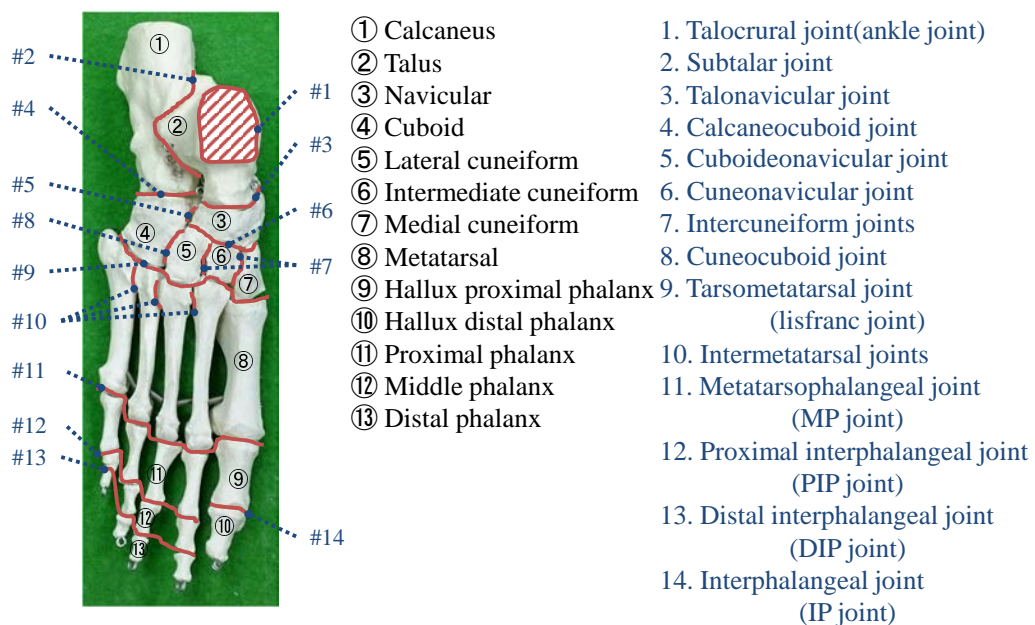 ① Calcaneus
② Talus
③ Navicular
④ Cuboid
⑤ Lateral cuneiform
⑥ Intermediate cuneiform
⑦ Medial cuneiform
⑧ Metatarsal
⑨ Hallux proximal phalanx
⑩ Hallux distal phalanx
⑪ Proximal phalanx
⑫ Middle phalanx
⑬ Distal phalanx
1. Talocrural joint(ankle joint)
2. Subtalar joint
3. Talonavicular joint
4. Calcaneocuboid joint
5. Cuboideonavicular joint
6. Cuneonavicular joint
7. Intercuneiform joints
8. Cuneocuboid joint
9. Tarsometatarsal joint
(lisfranc joint)
10. Intermetatarsal joints
11. Metatarsophalangeal joint
(MP joint)
12. Proximal interphalangeal joint
(PIP joint)
13. Distal interphalangeal joint
(DIP joint)
14. Interphalangeal joint
(IP joint)
#2
#4
#5
#8
#9
#10
#11
#12
#13
#1
#3
#6
#7
#14
①
②
③
④
⑤
⑥
⑦
⑧
⑨
⑩
⑪
⑫
⑬